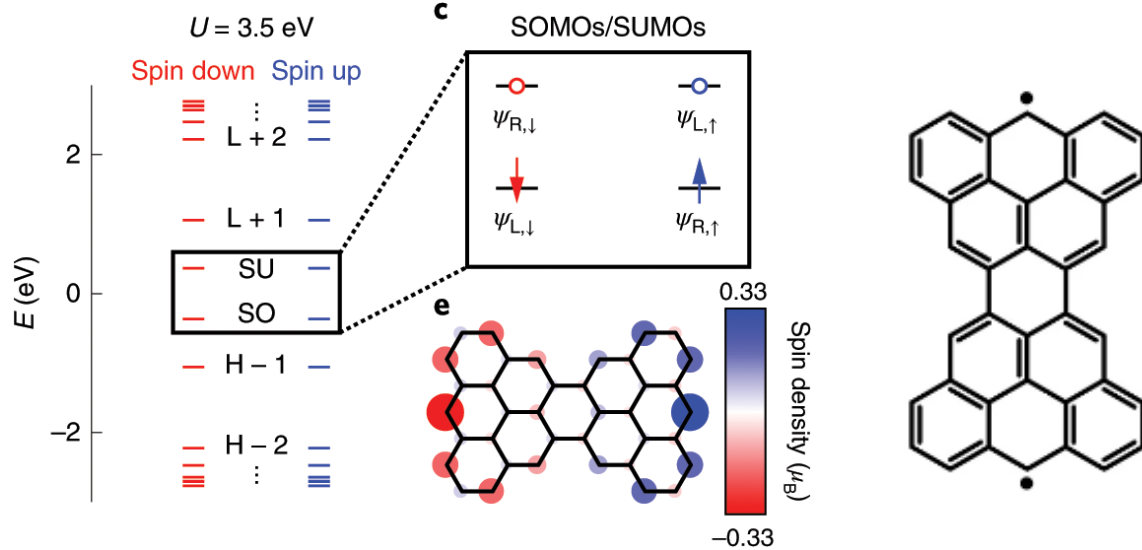 U = 3.5 eV
Spin down Spin up
E (eV)
2
0
−2
⋮
L + 2
L + 1
SU
SO
H − 1
H − 2
⋮
c
SOMOs/SUMOs
ψR,↓ ψL,↑
ψL,↓ ψR,↑
e
0.33
Spin density (μB)
−0.33